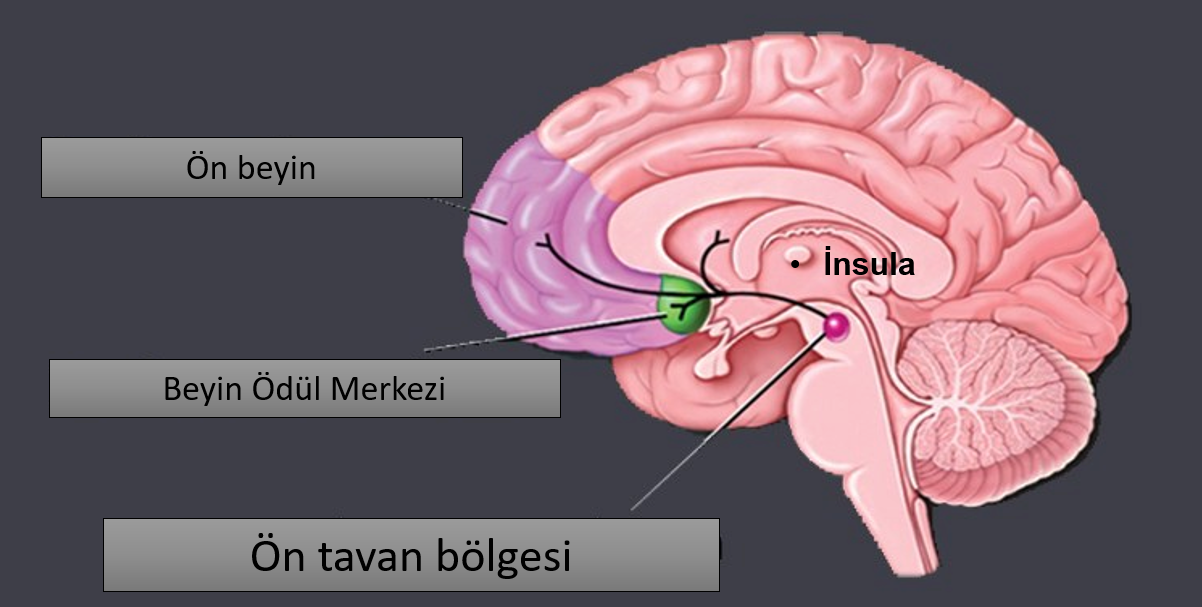 Ön beyin
• İnsula
Beyin Ödül Merkezi
Ön tavan bölgesi